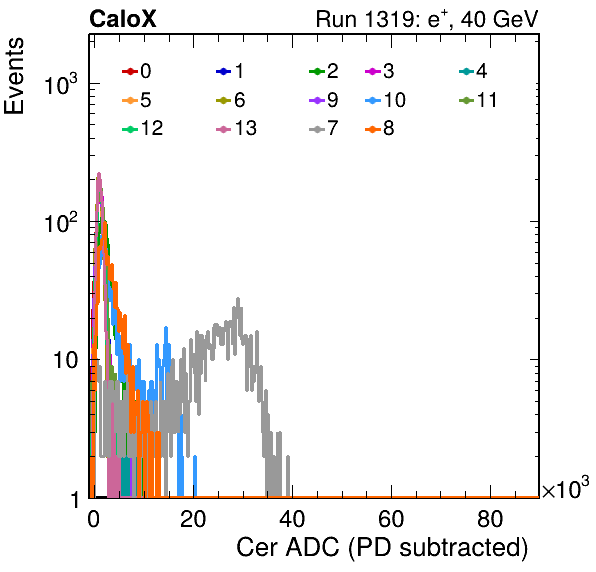 CaloX Run 1319: e⁺, 40 GeV
Events
0 1 2 3 4
5 6 9 10 11
12 13 7 8
10³
10²
10
1
0 20 40 60 80 ×10³
Cer ADC (PD subtracted)